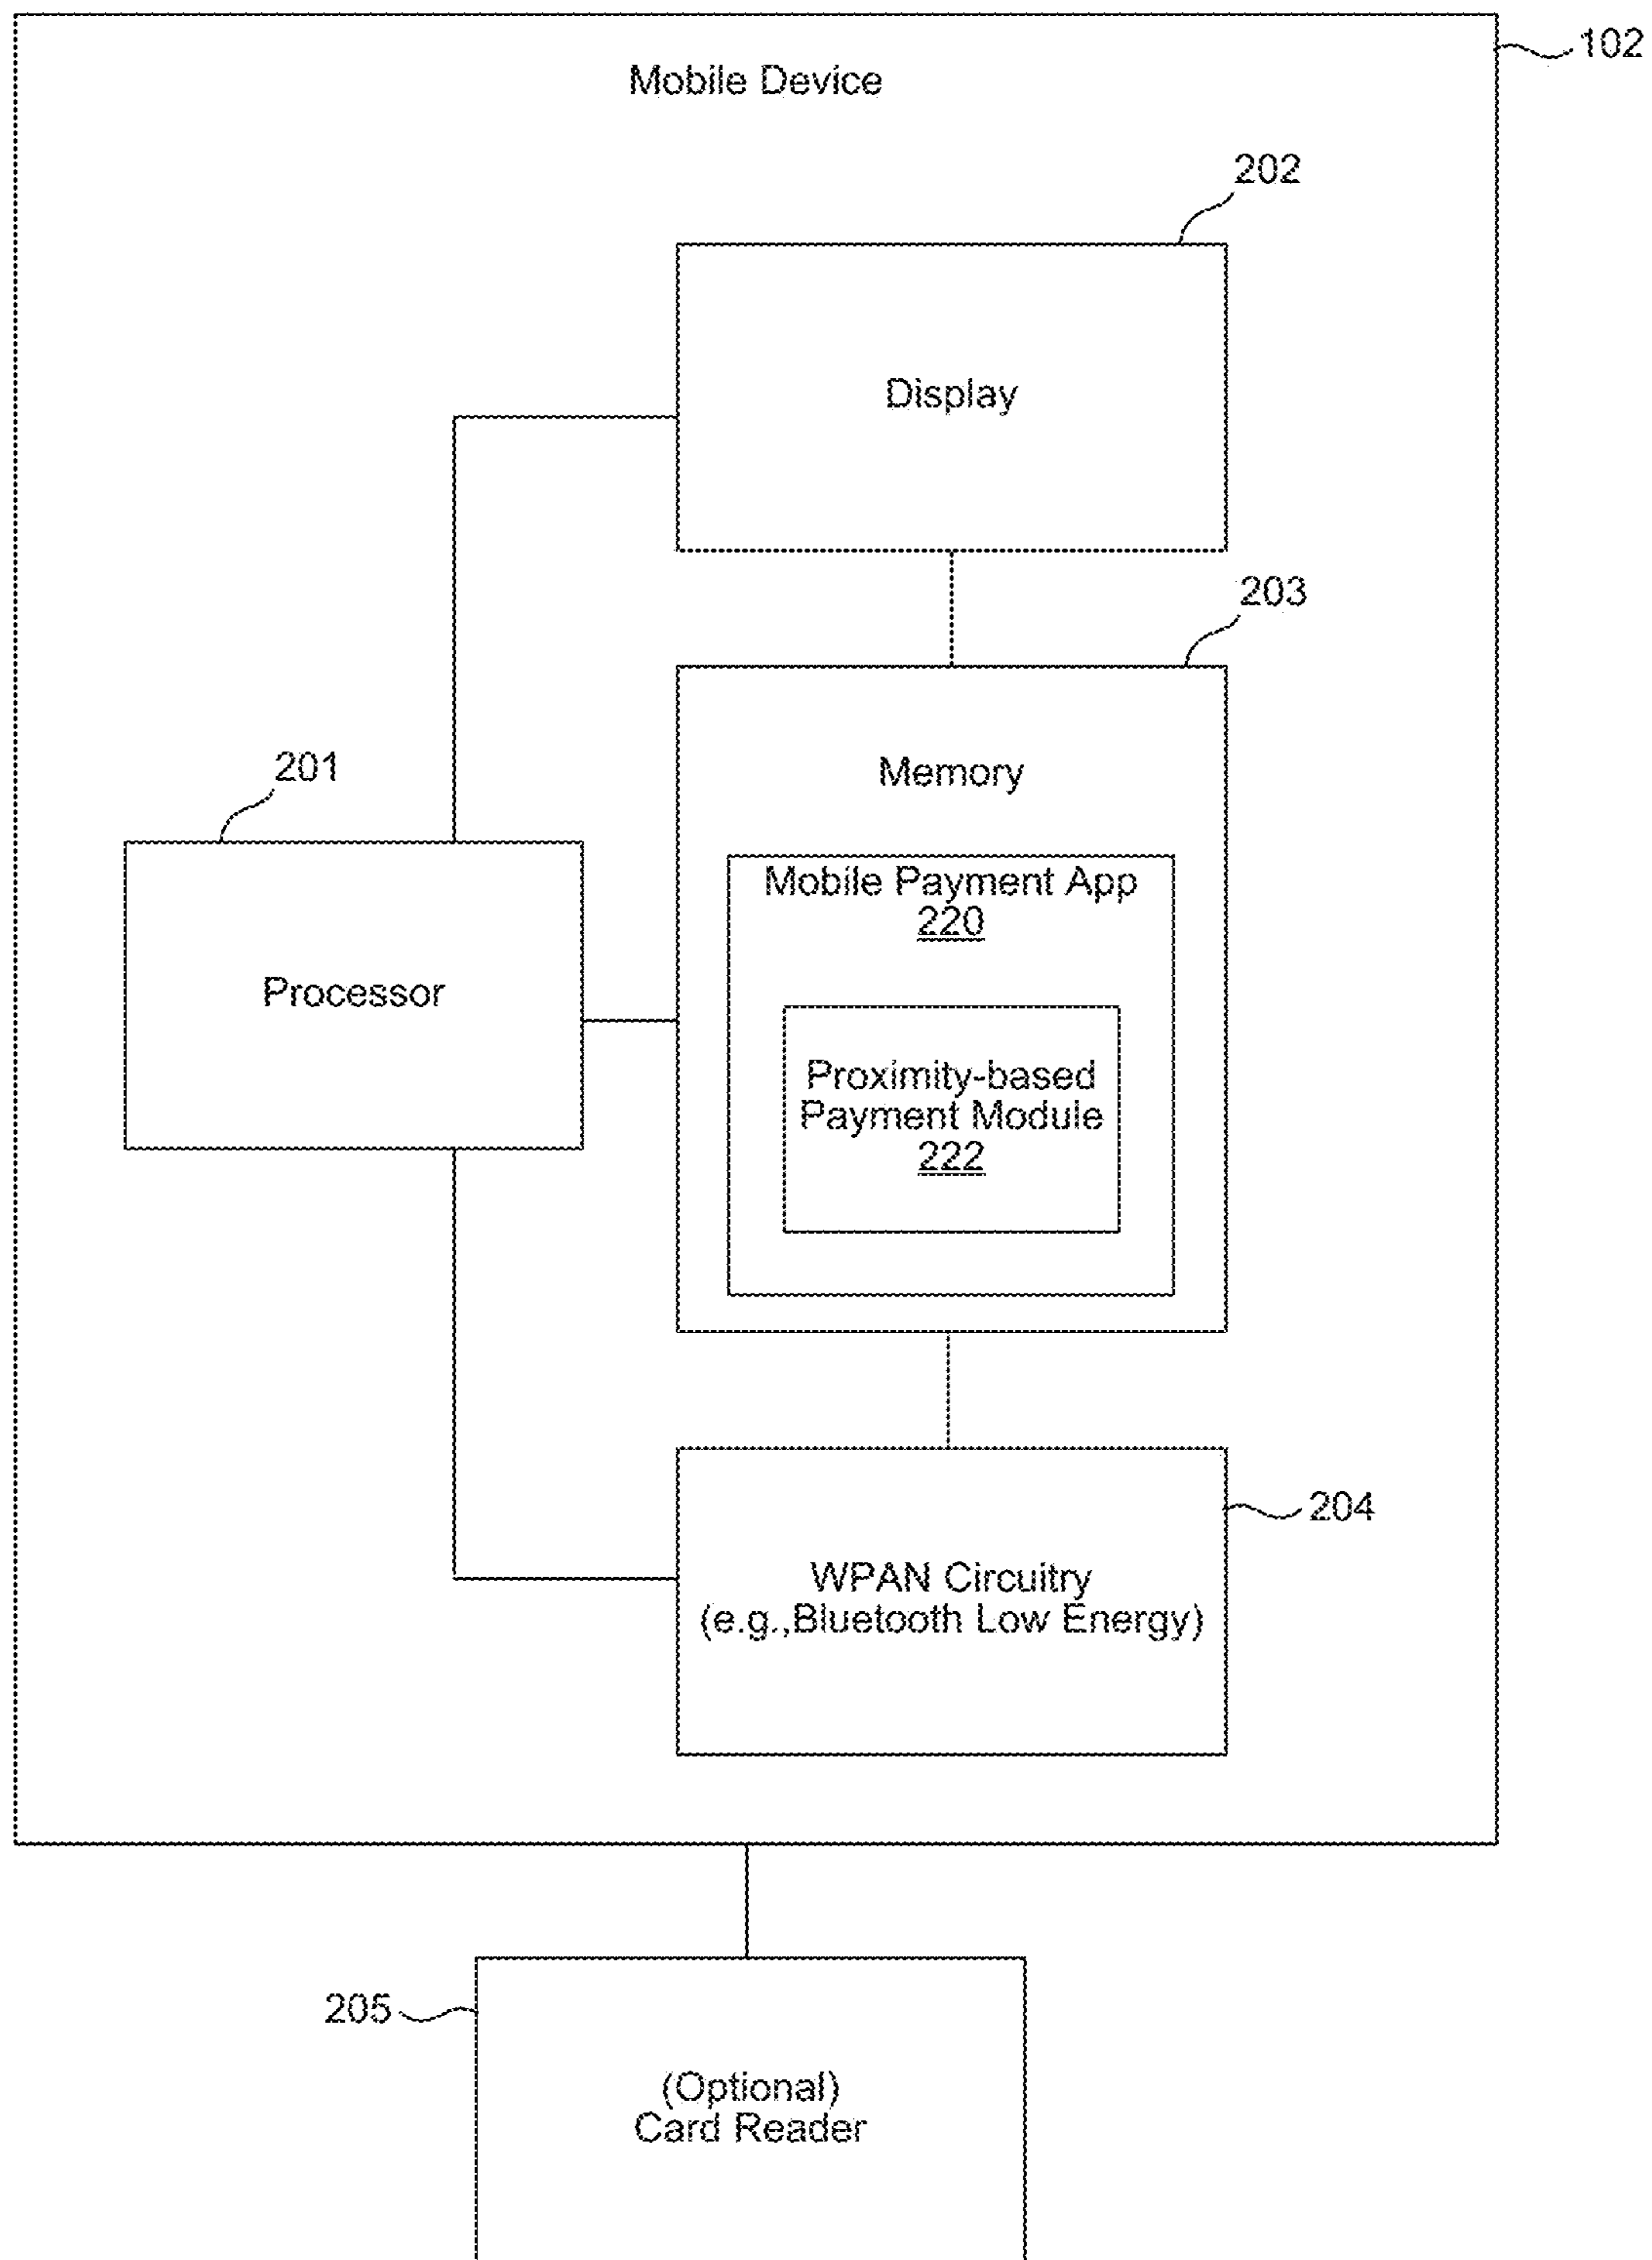 102
Mobile Device
202
Display
203
201
Memory
Mobile Payment App
220
Processor
Proximity-based
Payment Module
222
204
WPAN Circuitry
(e.g.,Bluetooth Low Energy)
205
(Optional)
Card Reader